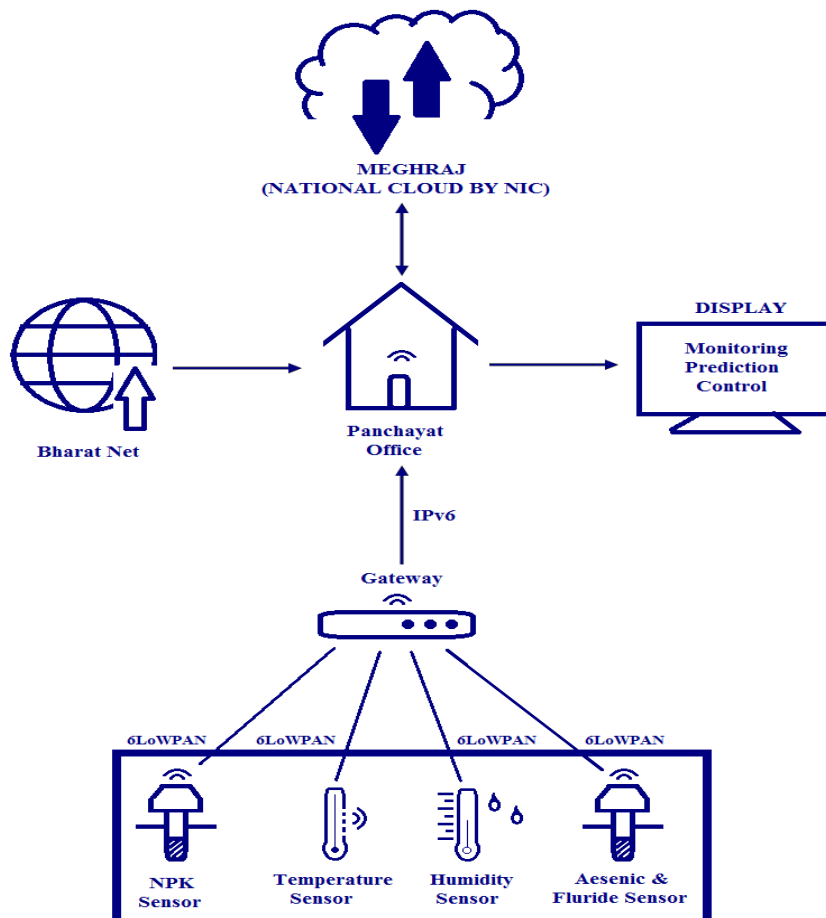 MEGHRAJ
(NATIONAL CLOUD BY NIC)
DISPLAY
Monitoring
Prediction
Control
Bharat Net
Panchayat
Office
IPv6
Gateway
6LoWPAN
6LoWPAN
6LoWPAN
6LoWPAN
NPK
Sensor
Temperature
Sensor
Humidity
Sensor
Aesenic &
Fluride Sensor